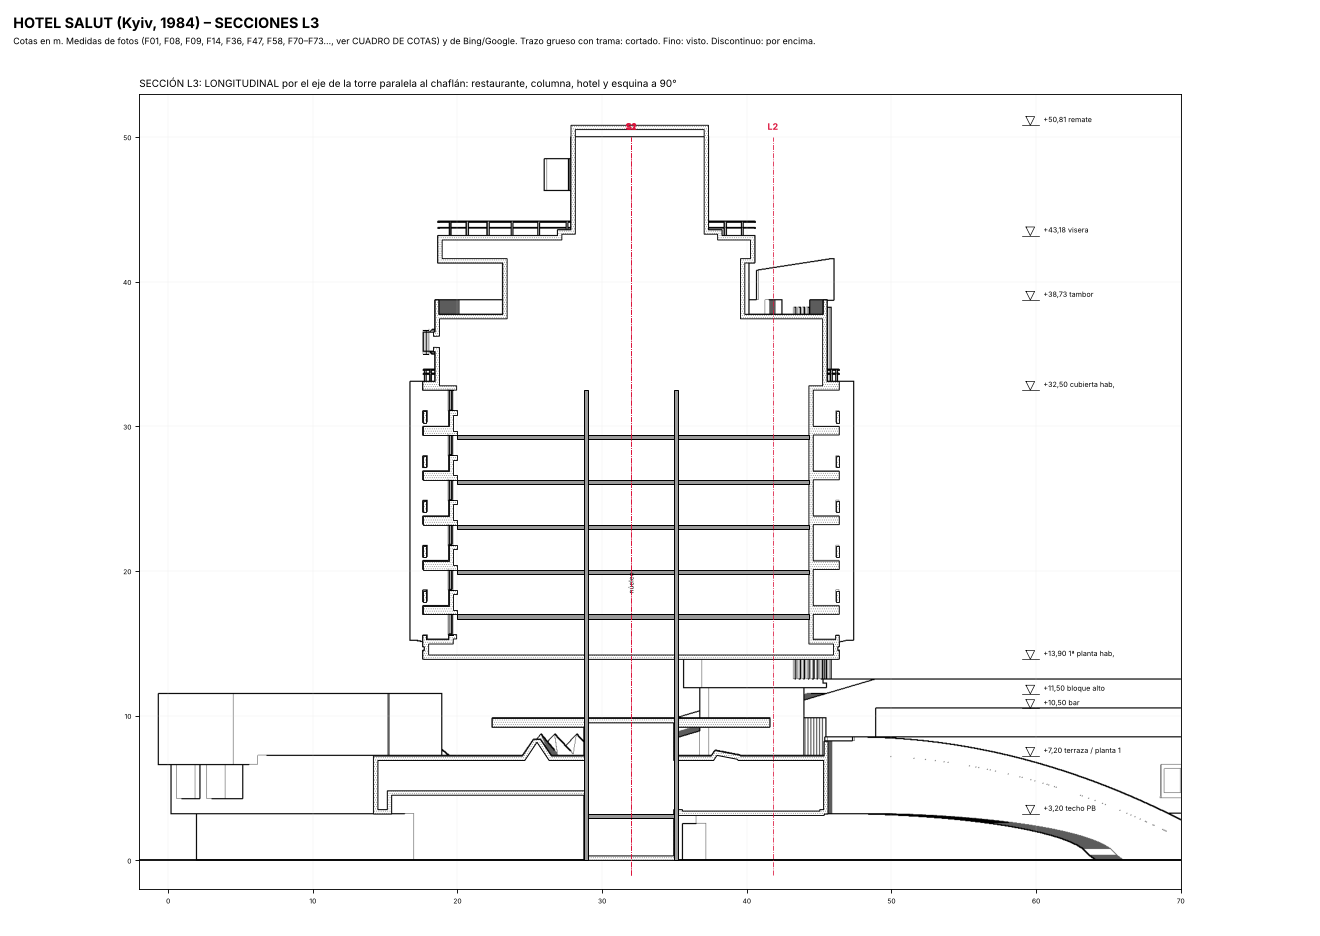 HOTEL SALUT (Kyiv, 1984) – SECCIONES L3
Cotas en m. Medidas de fotos (F01, F08, F09, F14, F36, F47, F58, F70–F73..., ver CUADRO DE COTAS) y de Bing/Google. Trazo grueso con trama: cortado. Fino: visto. Discontinuo: por encima.
SECCIÓN L3: LONGITUDINAL por el eje de la torre paralela al chaflán: restaurante, columna, hotel y esquina a 90°
L2
+50,81 remate
50
+43,18 visera
40
+38,73 tambor
+32,50 cubierta hab,
30
20
núcleo
+13,90 1ª planta hab,
+11,50 bloque alto
+10,50 bar
10
+7,20 terraza / planta 1
+3,20 techo PB
0
0 10 20 30 40 50 60 70